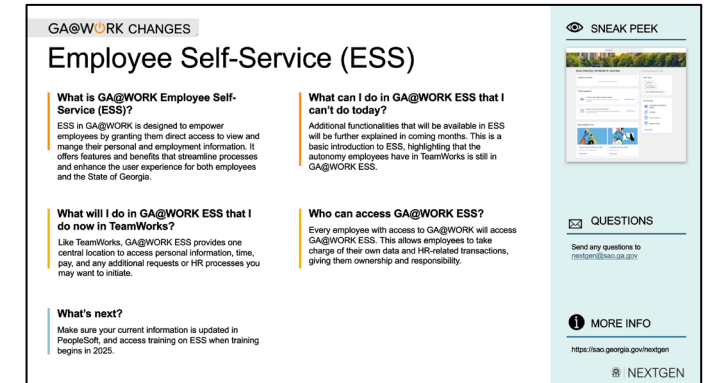 GA@WORK CHANGES
Employee Self-Service (ESS)
What is GA@WORK Employee Self-
Service (ESS)?
ESS in GA@WORK is designed to empower
employees by granting them direct access to view and
mange their personal and employment information. It
offers features and benefits that streamline processes
and enhance the user experience for both employees
and the State of Georgia.
What can I do in GA@WORK ESS that I
can't do today?
Additional functionalities that will be available in ESS
will be further explained in coming months. This is a
basic introduction to ESS, highlighting that the
autonomy employees have in TeamWorks is still in
GA@WORK ESS.
What will I do in GA@WORK ESS that I
do now in TeamWorks?
Like TeamWorks, GA@WORK ESS provides one
central location to access personal information, time,
pay, and any additional requests or HR processes you
may want to initiate.
Who can access GA@WORK ESS?
Every employee with access to GA@WORK will access
GA@WORK ESS. This allows employees to take
charge of their own data and HR-related transactions,
giving them ownership and responsibility.
What's next?
Make sure your current information is updated in
PeopleSoft, and access training on ESS when training
begins in 2025.
SNEAK PEEK
QUESTIONS
Send any questions to
nextgen@sao.ga.gov
MORE INFO
https://sao.georgia.gov/nextgen
NEXTGEN